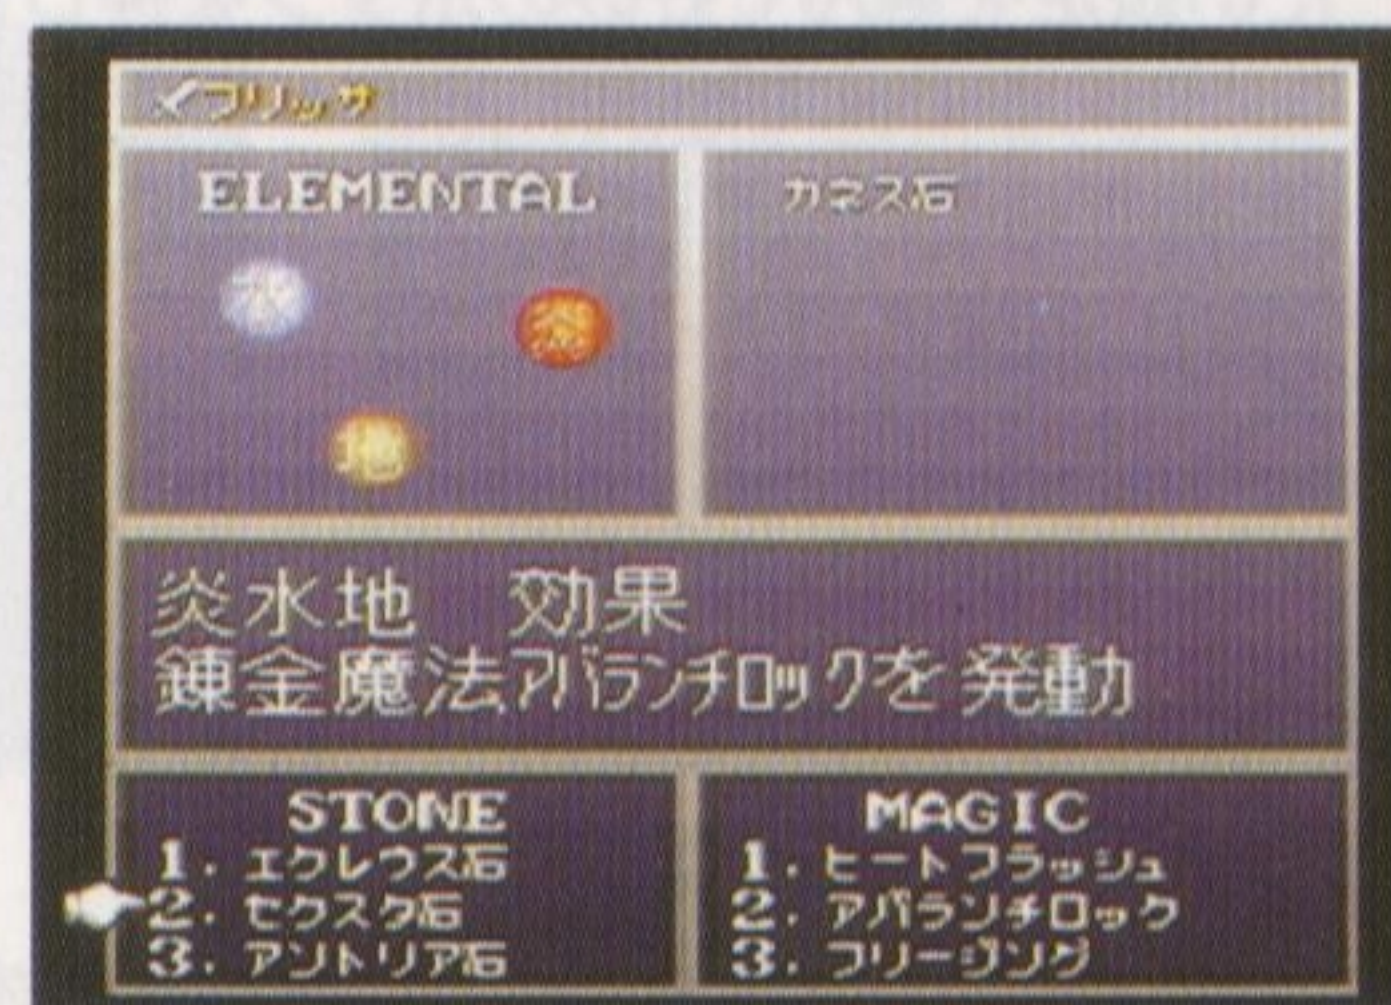 フリッサ
ELEMENTAL
カネス石
水
炎
地
炎水地　効果
錬金魔法アバランチロックを発動
STONE
1. エクレウス石
2. セクスタ石
3. アントリア石
MAGIC
1. ヒートフラッシュ
2. アバランチロック
3. フリージング